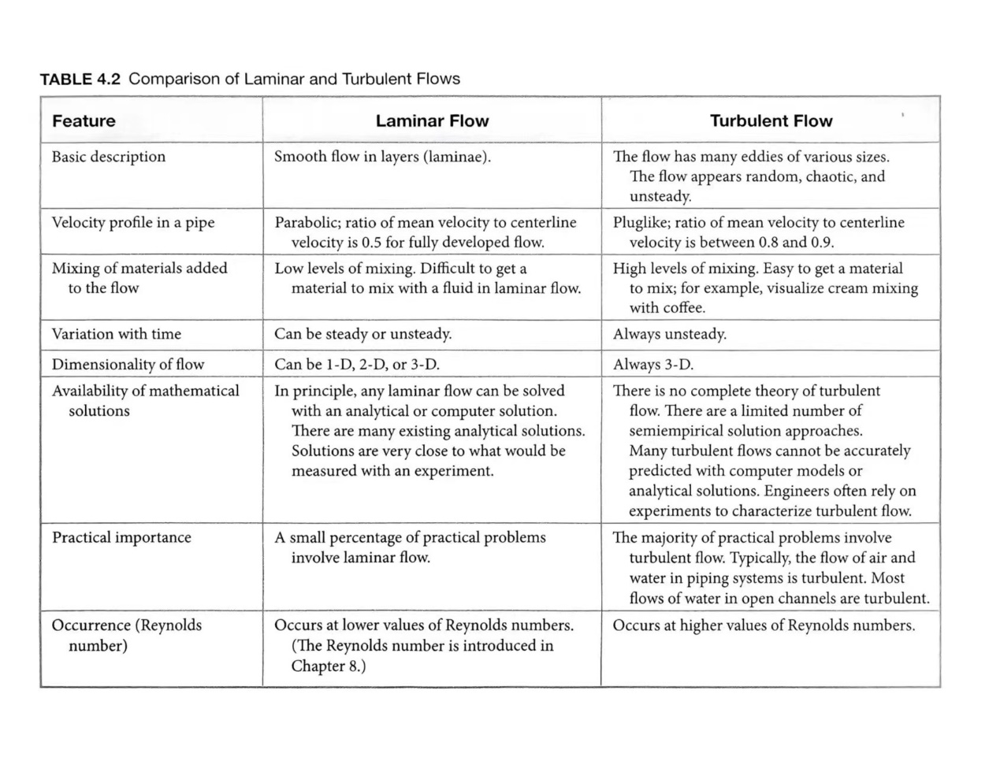 TABLE 4.2 Comparison of Laminar and Turbulent Flows
Feature
Laminar Flow
Turbulent Flow
Basic description
Smooth flow in layers (laminae).
The flow has many eddies of various sizes.
The flow appears random, chaotic, and
unsteady.
Velocity profile in a pipe
Parabolic; ratio of mean velocity to centerline
velocity is 0.5 for fully developed flow.
Pluglike; ratio of mean velocity to centerline
velocity is between 0.8 and 0.9.
Mixing of materials added
to the flow
Low levels of mixing. Difficult to get a
material to mix with a fluid in laminar flow.
High levels of mixing. Easy to get a material
to mix; for example, visualize cream mixing
with coffee.
Variation with time
Can be steady or unsteady.
Always unsteady.
Dimensionality of flow
Can be 1-D, 2-D, or 3-D.
Always 3-D.
Availability of mathematical
solutions
In principle, any laminar flow can be solved
with an analytical or computer solution.
There are many existing analytical solutions.
Solutions are very close to what would be
measured with an experiment.
There is no complete theory of turbulent
flow. There are a limited number of
semiempirical solution approaches.
Many turbulent flows cannot be accurately
predicted with computer models or
analytical solutions. Engineers often rely on
experiments to characterize turbulent flow.
Practical importance
A small percentage of practical problems
involve laminar flow.
The majority of practical problems involve
turbulent flow. Typically, the flow of air and
water in piping systems is turbulent. Most
flows of water in open channels are turbulent.
Occurrence (Reynolds
number)
Occurs at lower values of Reynolds numbers.
(The Reynolds number is introduced in
Chapter 8.)
Occurs at higher values of Reynolds numbers.